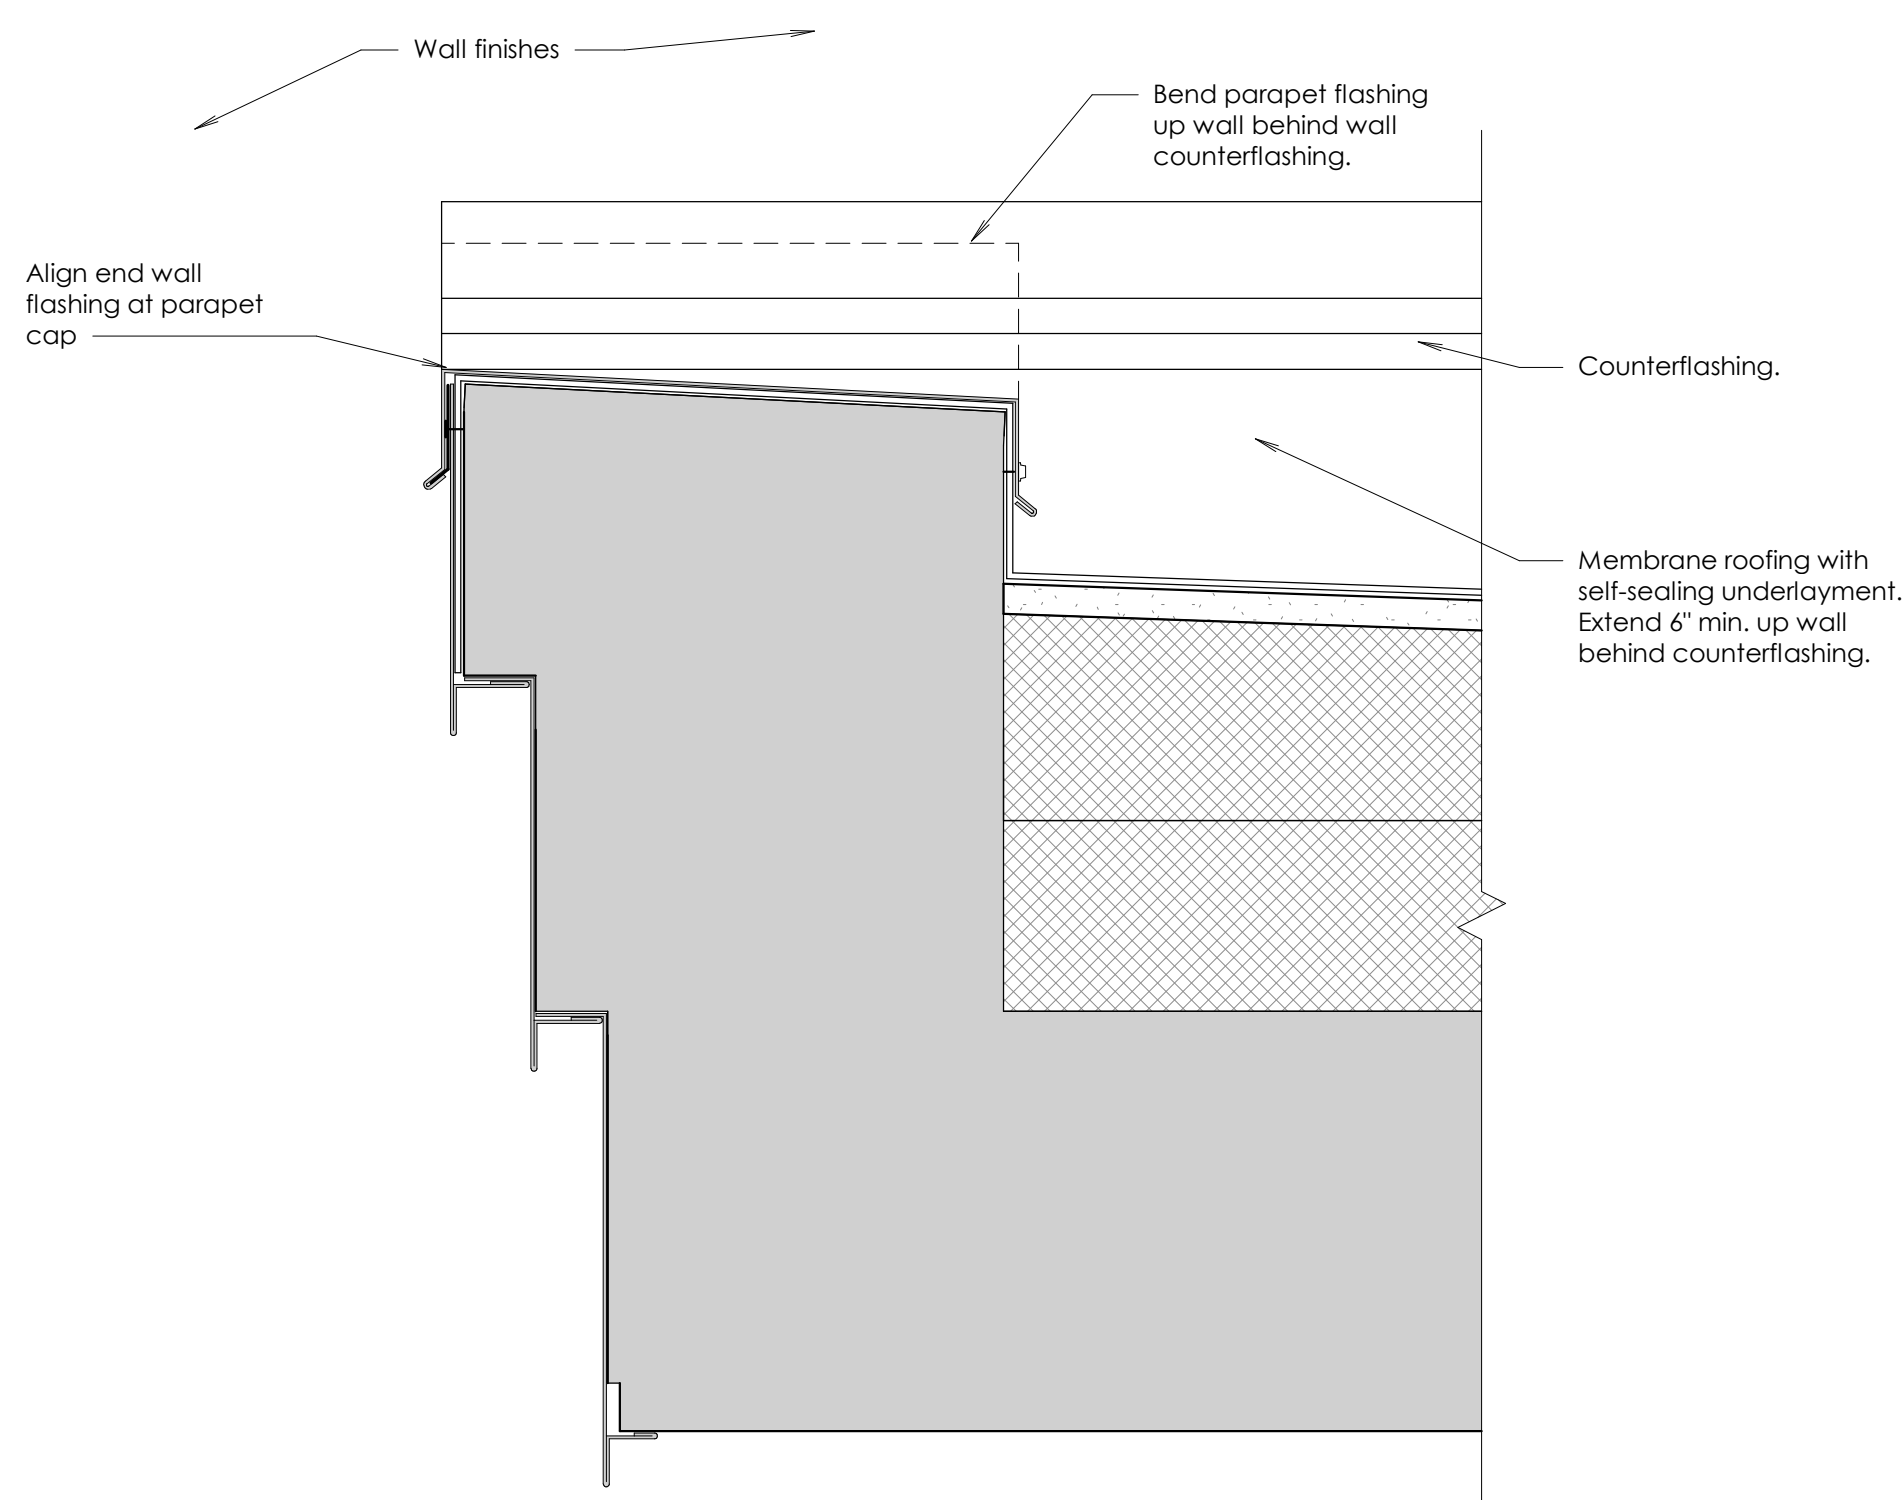 Wall finishes
Bend parapet flashing
up wall behind wall
counterflashing.
Align end wall
flashing at parapet
cap
Counterflashing.
Membrane roofing with
self-sealing underlayment.
Extend 6" min. up wall
behind counterflashing.